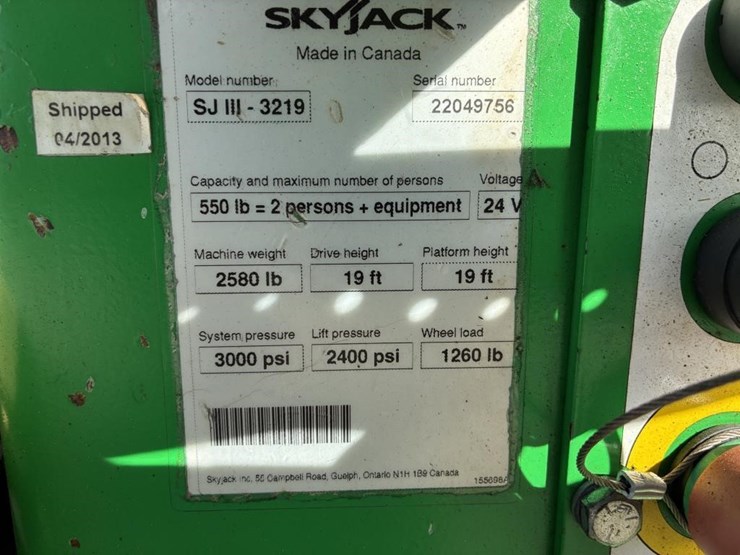 SKYJACK™
Made in Canada
Model number Serial number
SJ III - 3219 22049756
Shipped
04/2013
Capacity and maximum number of persons Voltage
550 lb = 2 persons + equipment 24 V
Machine weight Drive height Platform height
2580 lb 19 ft 19 ft
System pressure Lift pressure Wheel load
3000 psi 2400 psi 1260 lb
Skyjack Inc. 55 Campbell Road, Guelph, Ontario N1H 1B9 Canada